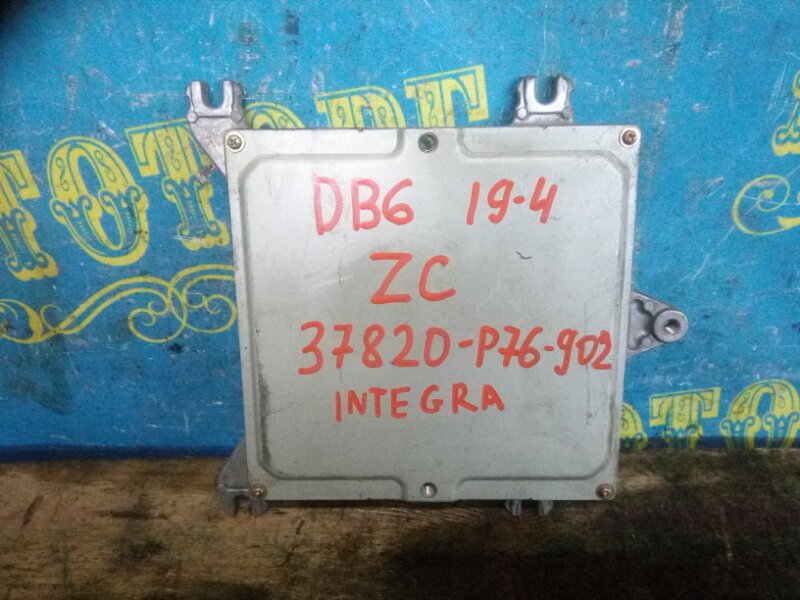 DB6 19-4
ZC
37820-P76-902
INTEGRA